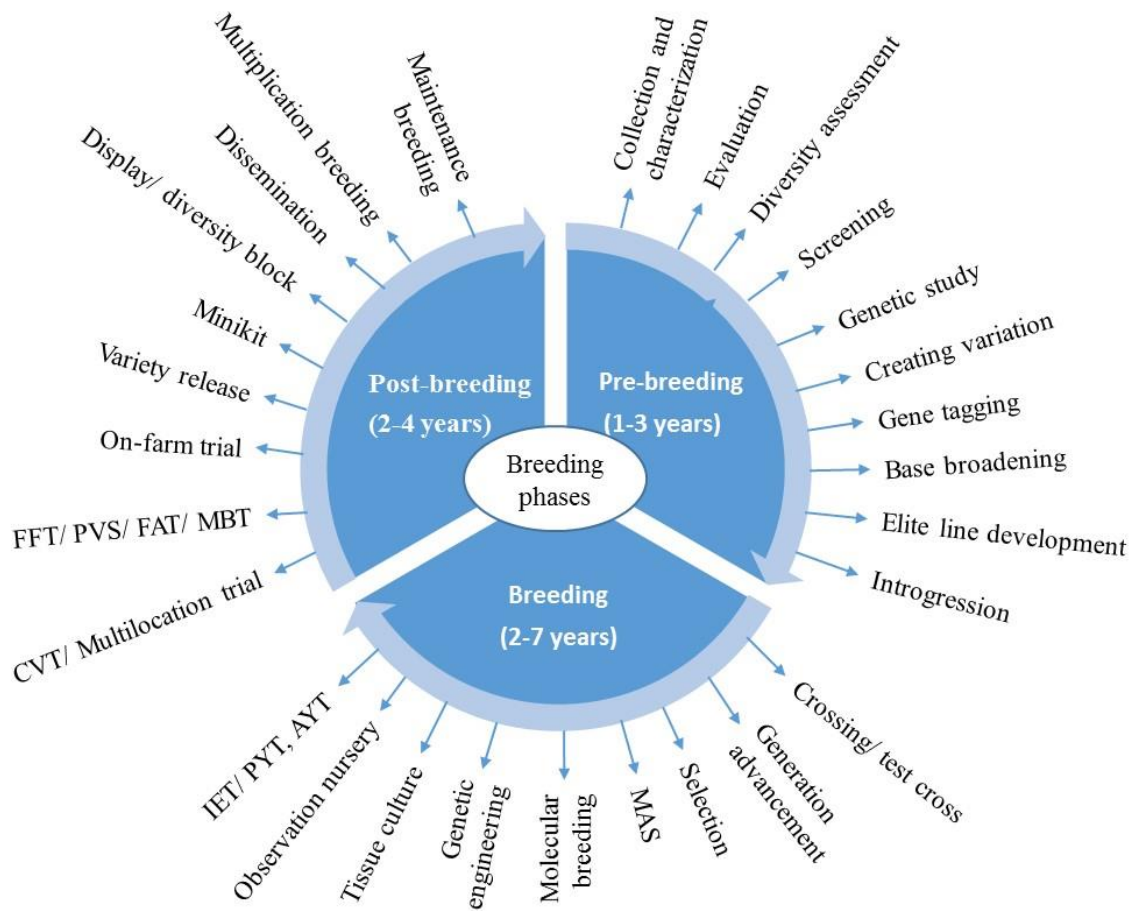 Collection and
characterization
Evaluation
Diversity assessment
Screening
Genetic study
Creating variation
Gene tagging
Base broadening
Elite line development
Introgression
Pre-breeding
(1-3 years)
Crossing/ test cross
Generation
advancement
Selection
MAS
Molecular
breeding
Genetic
engineering
Tissue culture
Observation nursery
IET/ PYT, AYT
Breeding
(2-7 years)
CVT/ Multilocation trial
FFT/ PVS/ FAT/ MBT
On-farm trial
Variety release
Minikit
Display/ diversity block
Dissemination
Multiplication breeding
Maintenance
breeding
Post-breeding
(2-4 years)
Breeding
phases